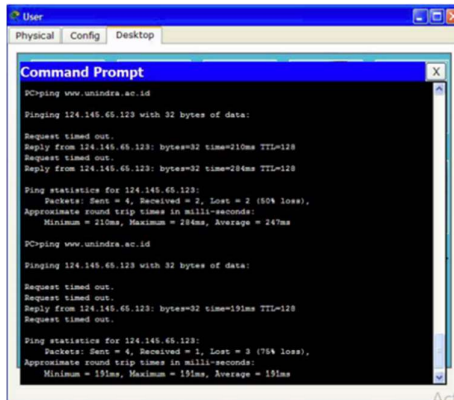 User
Physical Config Desktop
Command Prompt
X
PC>ping www.unindra.ac.id
Pinging 124.145.65.123 with 32 bytes of data:
Request timed out.
Reply from 124.145.65.123: bytes=32 time=210ms TTL=128
Request timed out.
Reply from 124.145.65.123: bytes=32 time=284ms TTL=128
Ping statistics for 124.145.65.123:
Packets: Sent = 4, Received = 2, Lost = 2 (50% loss),
Approximate round trip times in milli-seconds:
Minimum = 210ms, Maximum = 284ms, Average = 247ms
PC>ping www.unindra.ac.id
Pinging 124.145.65.123 with 32 bytes of data:
Request timed out.
Request timed out.
Reply from 124.145.65.123: bytes=32 time=191ms TTL=128
Request timed out.
Ping statistics for 124.145.65.123:
Packets: Sent = 4, Received = 1, Lost = 3 (75% loss),
Approximate round trip times in milli-seconds:
Minimum = 191ms, Maximum = 191ms, Average = 191ms